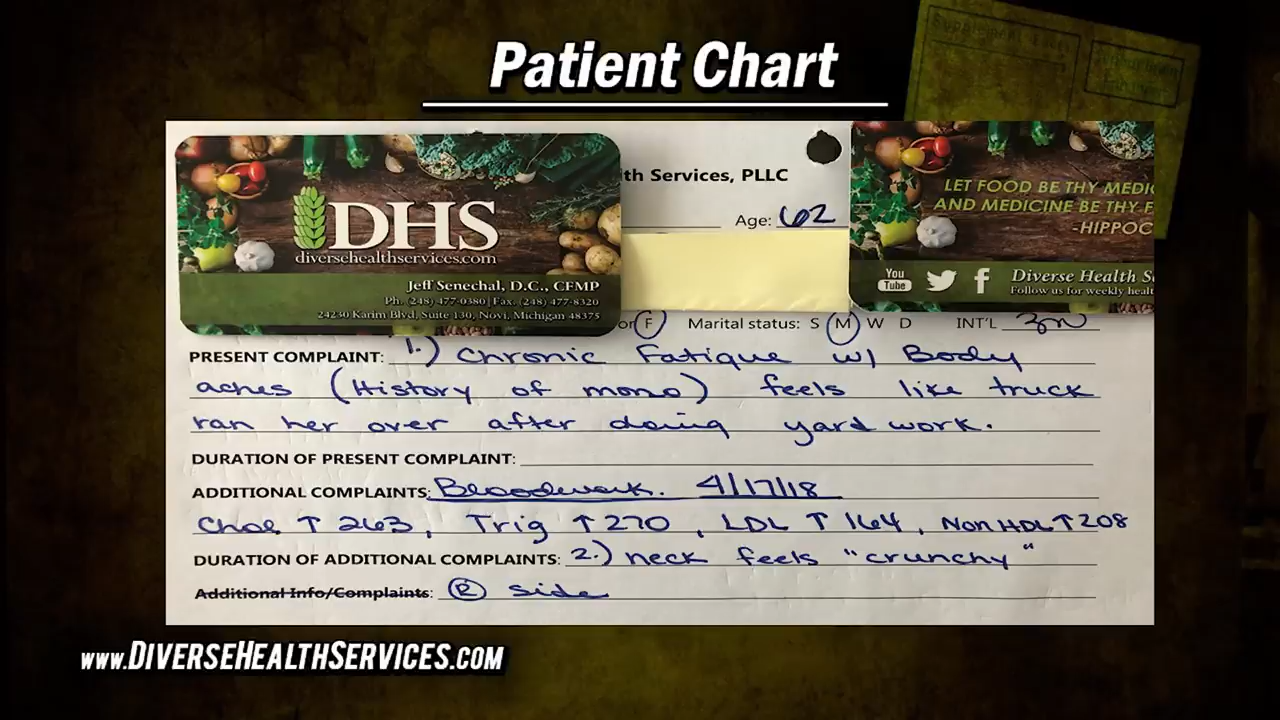 Patient Chart
th Services, PLLC
Age: 62
DHS
diversehealthservices.com
Jeff Senechal, D.C., CFMP
Ph. (248) 477-0380 | Fax. (248) 477-8320
24230 Karim Blvd, Suite 130, Novi, Michigan 48375
LET FOOD BE THY MEDIC
AND MEDICINE BE THY F
-HIPPOC
You Tube
Diverse Health S
Follow us for weekly healt
or F Marital status: S M W D INT'L
PRESENT COMPLAINT: 1.) Chronic Fatigue w/ Body
aches (History of mono) feels like truck
ran her over after doing yard work.
DURATION OF PRESENT COMPLAINT:
ADDITIONAL COMPLAINTS: Bloodwork. 4/17/18
Chol ↑ 263, Trig ↑ 270, LDL ↑ 164, Non HDL ↑ 208
DURATION OF ADDITIONAL COMPLAINTS: 2.) neck feels "crunchy"
Additional Info/Complaints: R side
www.DiverseHealthServices.com